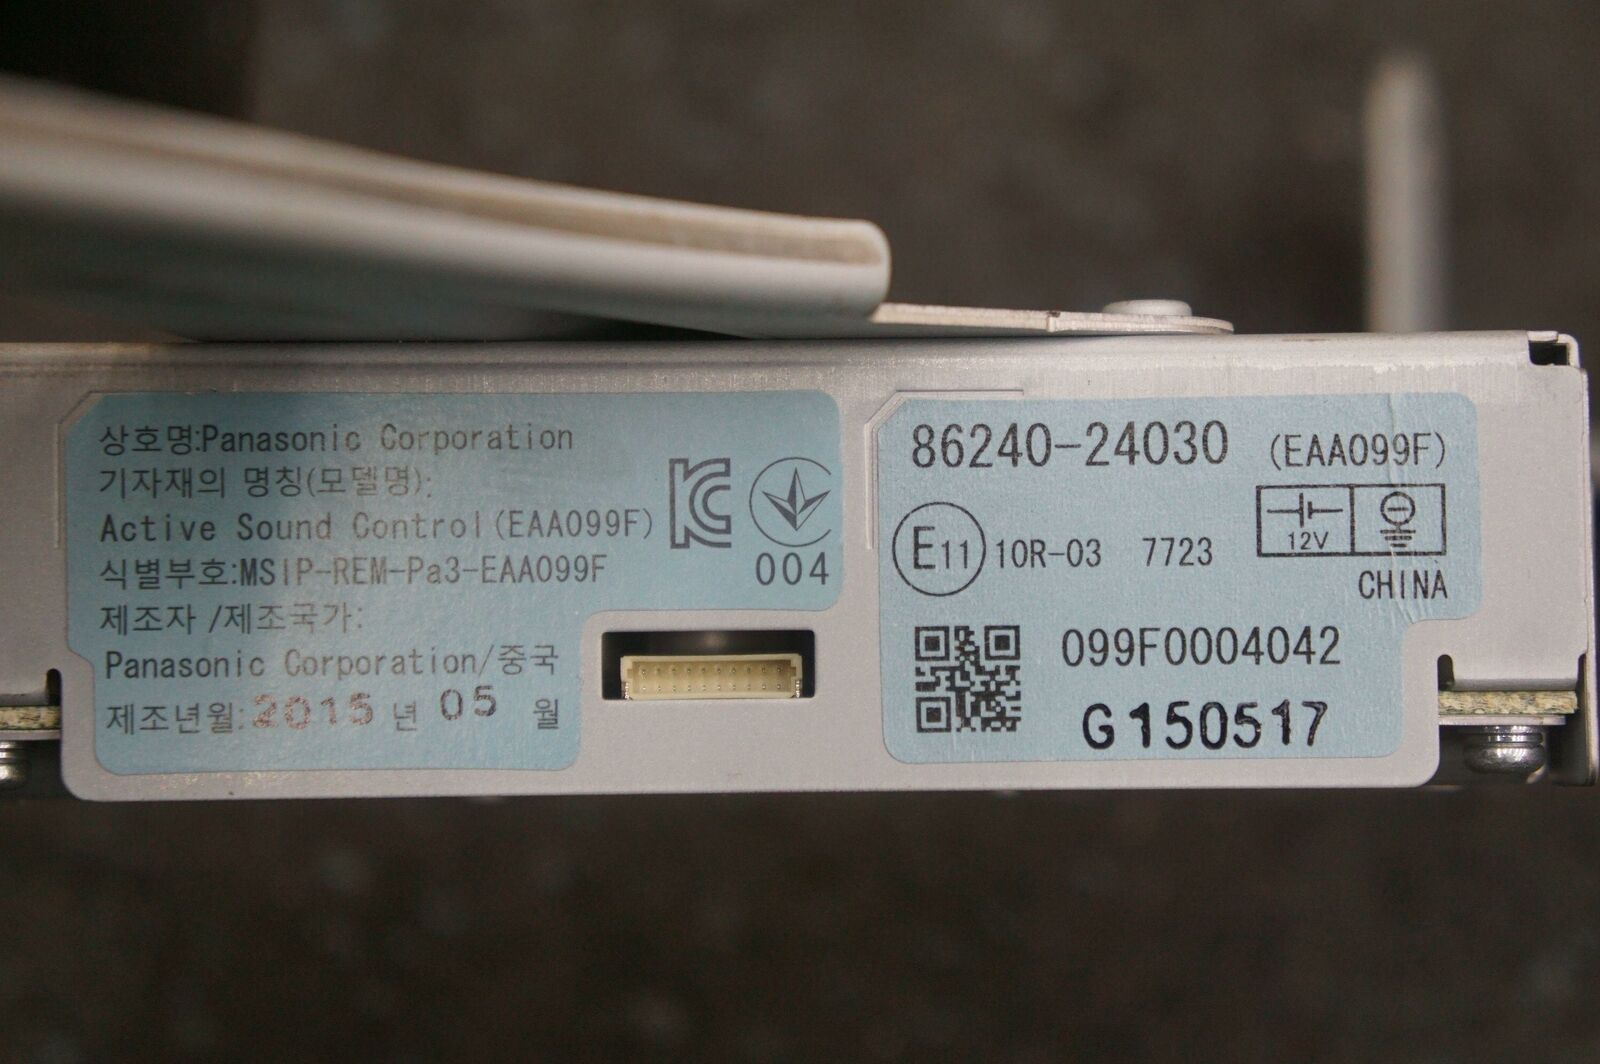 상호명:Panasonic Corporation
기자재의 명칭(모델명):
Active Sound Control(EAA099F)
식별부호:MSIP-REM-Pa3-EAA099F
제조자 /제조국가:
Panasonic Corporation/중국
제조년월:2015 년 05 월
KC
004
86240-24030 (EAA099F)
E11 10R-03 7723
12V
CHINA
099F0004042
G150517